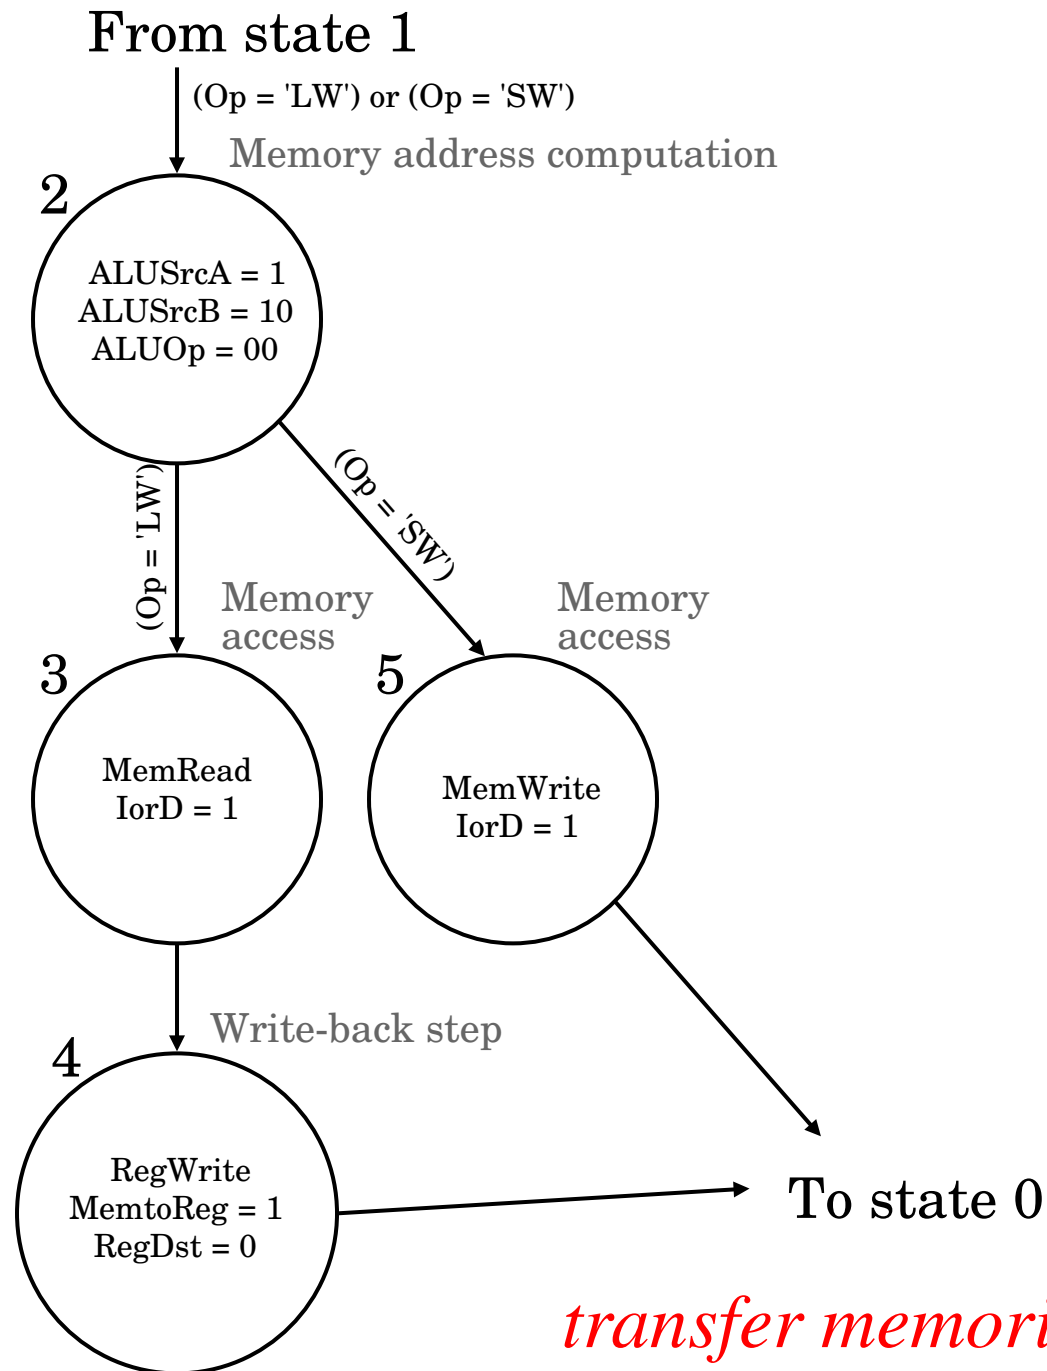 From state 1
(Op = 'LW') or (Op = 'SW')
Memory address computation
2
ALUSrcA = 1
ALUSrcB = 10
ALUOp = 00
(Op = 'LW')
(Op = 'SW')
Memory
access
Memory
access
3
5
MemRead
IorD = 1
MemWrite
IorD = 1
Write-back step
4
RegWrite
MemtoReg = 1
RegDst = 0
To state 0
transfer memori